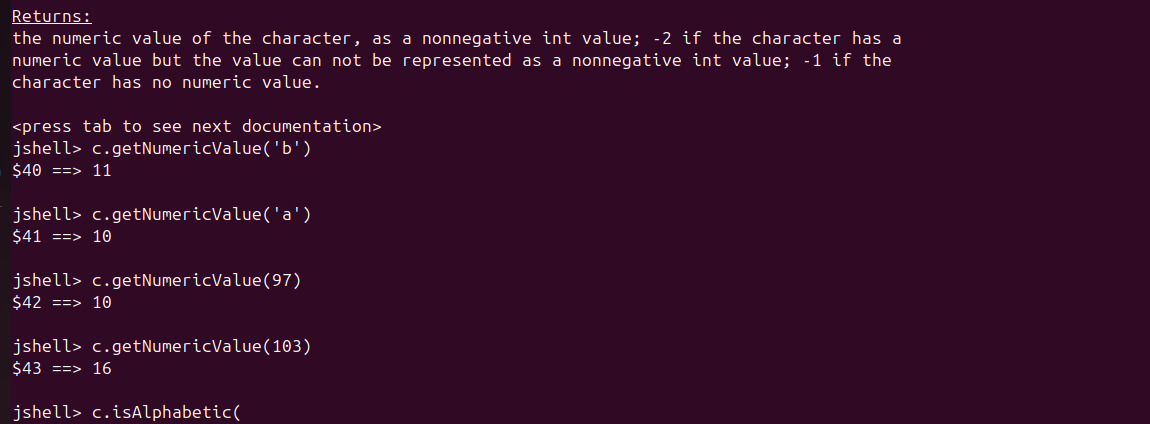 Returns:
the numeric value of the character, as a nonnegative int value; -2 if the character has a
numeric value but the value can not be represented as a nonnegative int value; -1 if the
character has no numeric value.
<press tab to see next documentation>
jshell> c.getNumericValue('b')
$40 ==> 11
jshell> c.getNumericValue('a')
$41 ==> 10
jshell> c.getNumericValue(97)
$42 ==> 10
jshell> c.getNumericValue(103)
$43 ==> 16
jshell> c.isAlphabetic(